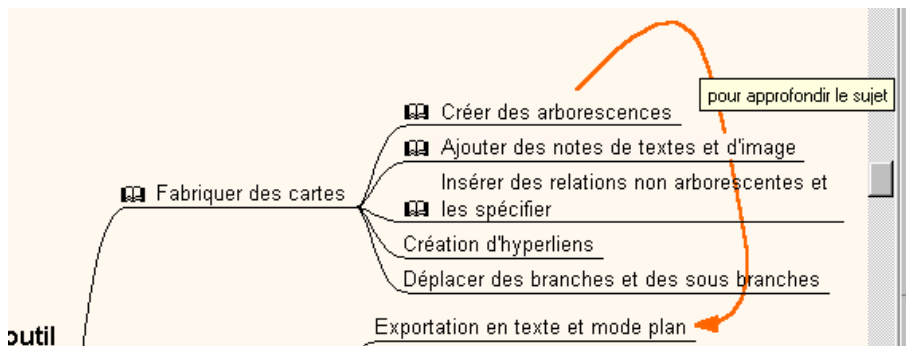 pour approfondir le sujet
Créer des arborescences
Ajouter des notes de textes et d'image
Insérer des relations non arborescentes et
les spécifier
Fabriquer des cartes
Création d'hyperliens
Déplacer des branches et des sous branches
Exportation en texte et mode plan
outil